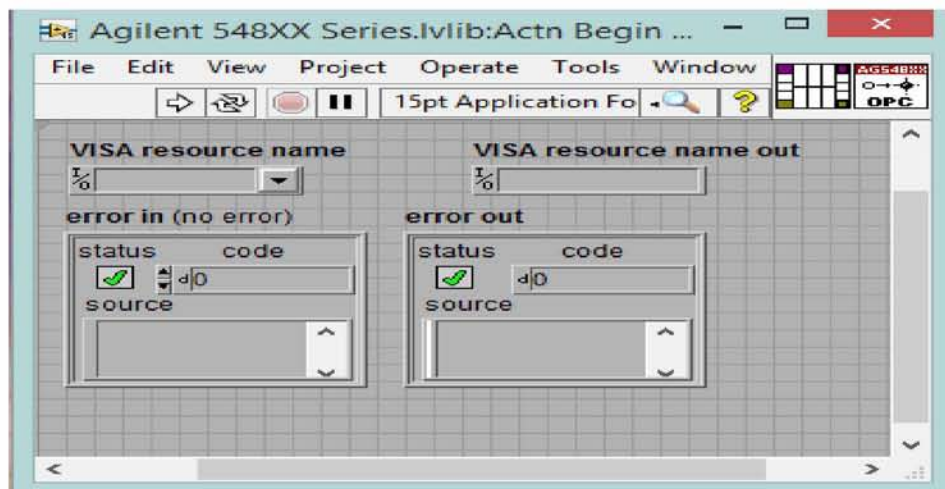 Agilent 548XX Series.lvlib:Actn Begin ...
File Edit View Project Operate Tools Window
15pt Application Fo
AG548XX
OPC
VISA resource name
VISA resource name out
I/O
I/O
error in (no error)
error out
status code
status code
d 0
d 0
source
source